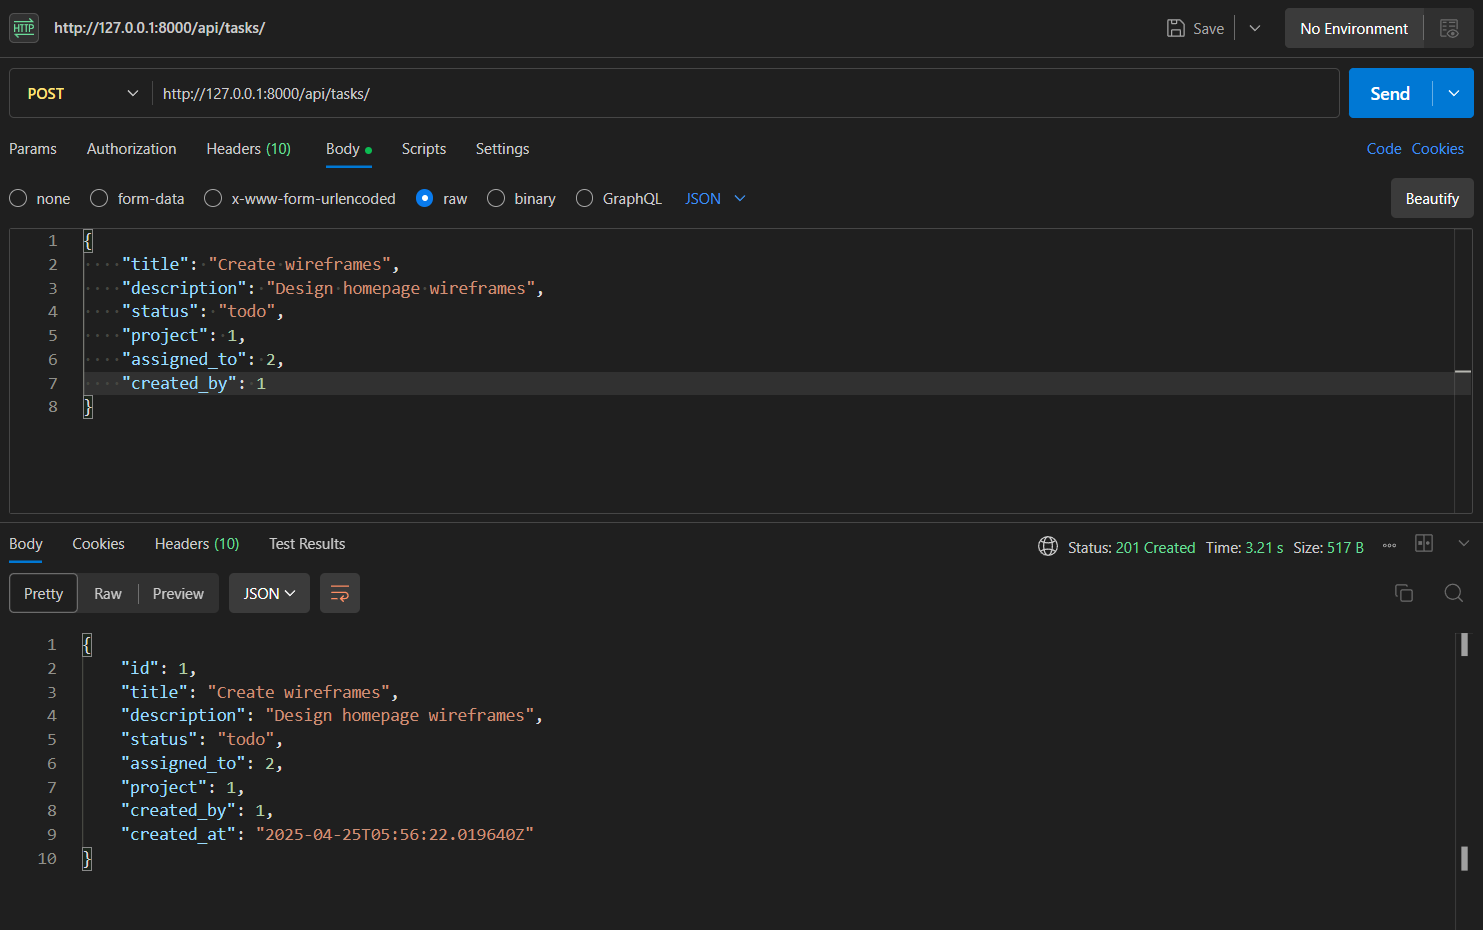 HTTP http://127.0.0.1:8000/api/tasks/ Save No Environment
POST http://127.0.0.1:8000/api/tasks/ Send
Params Authorization Headers (10) Body Scripts Settings Code Cookies
none form-data x-www-form-urlencoded raw binary GraphQL JSON Beautify
1 {
2 "title": "Create wireframes",
3 "description": "Design homepage wireframes",
4 "status": "todo",
5 "project": 1,
6 "assigned_to": 2,
7 "created_by": 1
8 }
Body Cookies Headers (10) Test Results Status: 201 Created Time: 3.21 s Size: 517 B
Pretty Raw Preview JSON
1 {
2 "id": 1,
3 "title": "Create wireframes",
4 "description": "Design homepage wireframes",
5 "status": "todo",
6 "assigned_to": 2,
7 "project": 1,
8 "created_by": 1,
9 "created_at": "2025-04-25T05:56:22.019640Z"
10 }